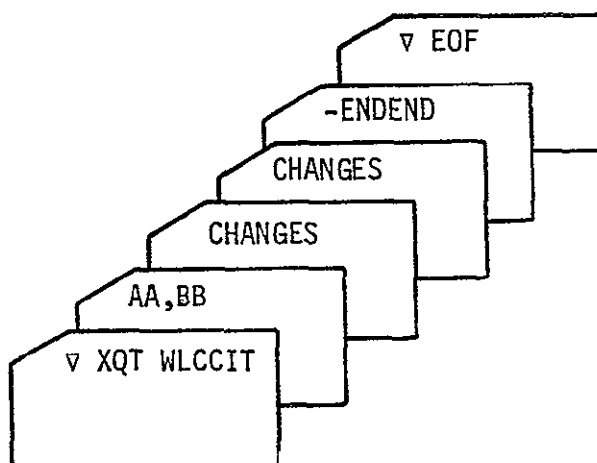 ∇ EOF
-ENDEND
CHANGES
CHANGES
AA,BB
∇ XQT WLCCIT